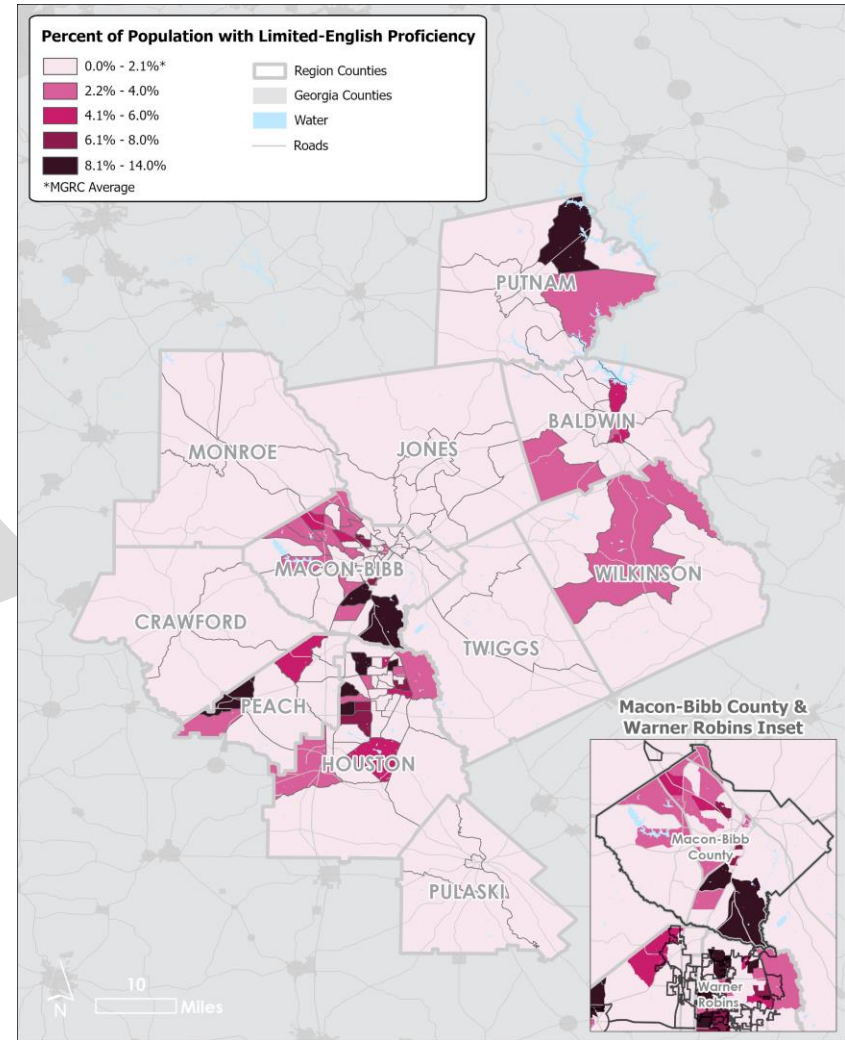 Percent of Population with Limited-English Proficiency
0.0% - 2.1%*
2.2% - 4.0%
4.1% - 6.0%
6.1% - 8.0%
8.1% - 14.0%
*MGRC Average
Region Counties
Georgia Counties
Water
Roads
PUTNAM
BALDWIN
MONROE
JONES
MACON-BIBB
WILKINSON
CRAWFORD
TWIGGS
PEACH
HOUSTON
PULASKI
Macon-Bibb County &
Warner Robins Inset
Macon-Bibb
County
Warner
Robins
10
Miles
N